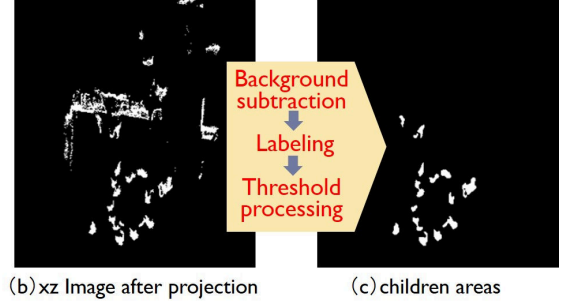 Background
subtraction
Labeling
Threshold
processing
(b)xz Image after projection
(c)children areas